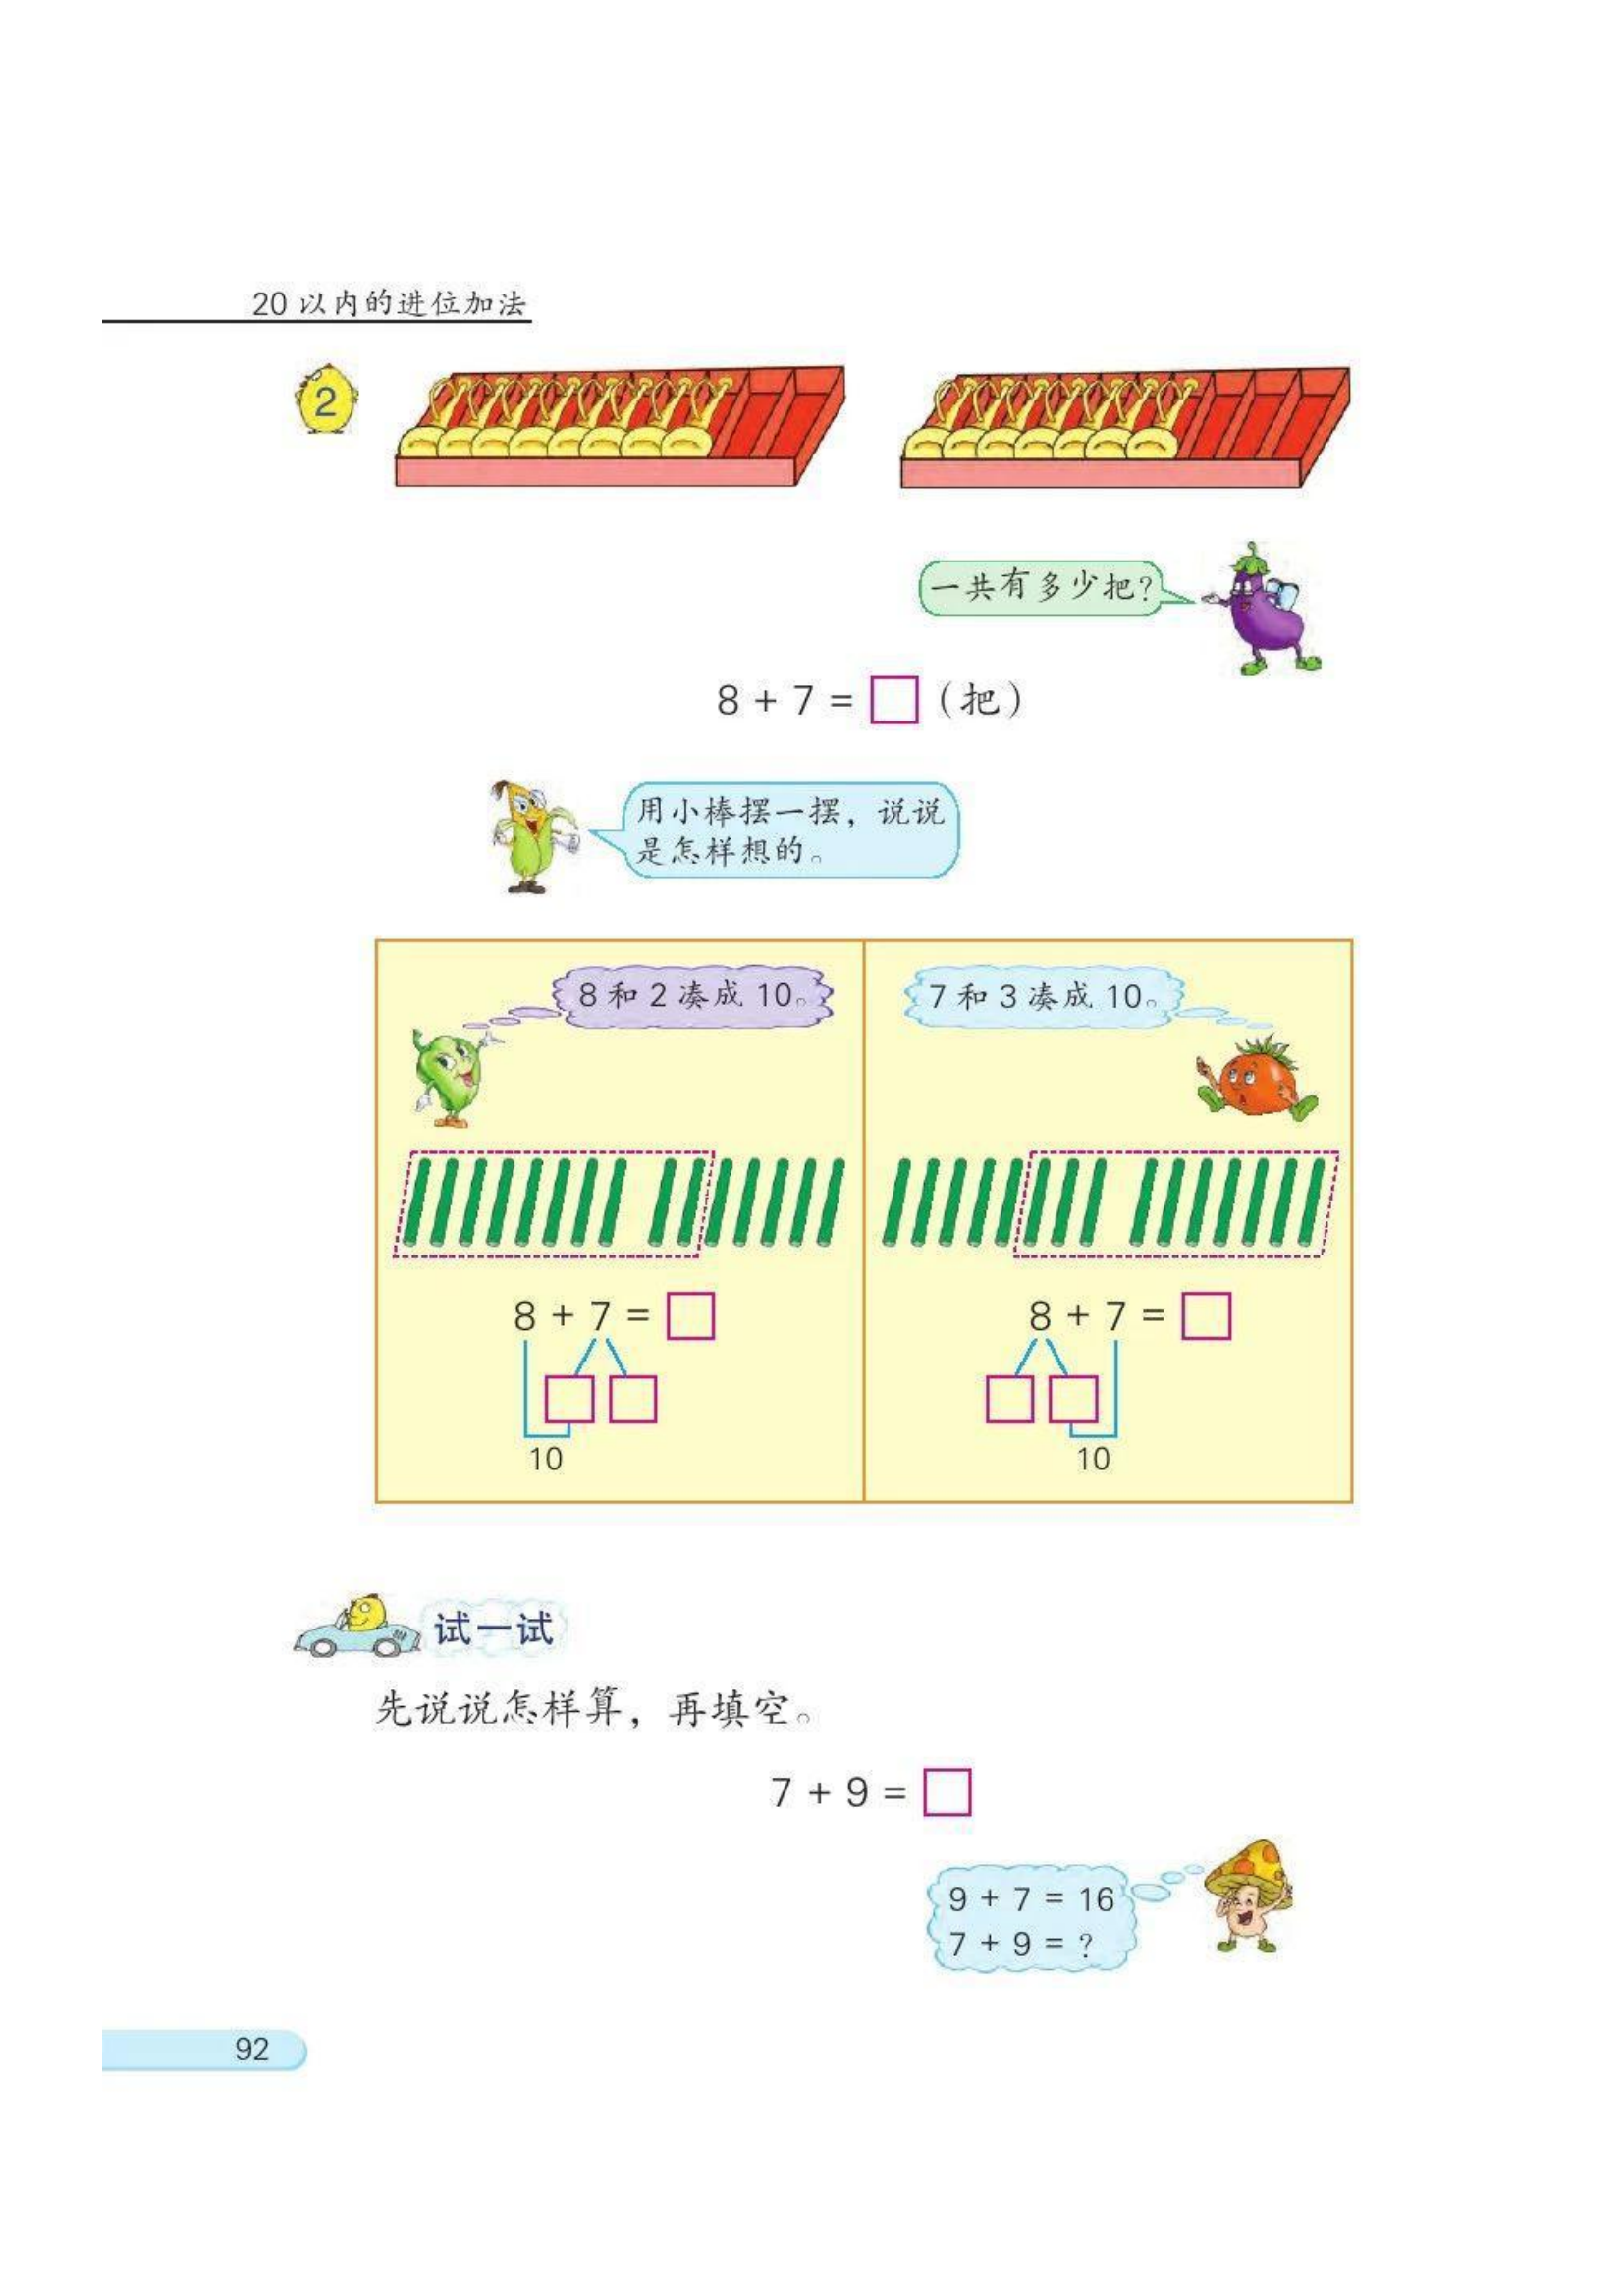 20 以内的进位加法
2
一共有多少把?
8 + 7 = □ (把)
用小棒摆一摆，说说
是怎样想的。
8 和 2 凑成 10。
7 和 3 凑成 10。
8 + 7 = □
□ □
10
8 + 7 = □
□ □
10
试一试
先说说怎样算，再填空。
7 + 9 = □
9 + 7 = 16
7 + 9 = ?
92